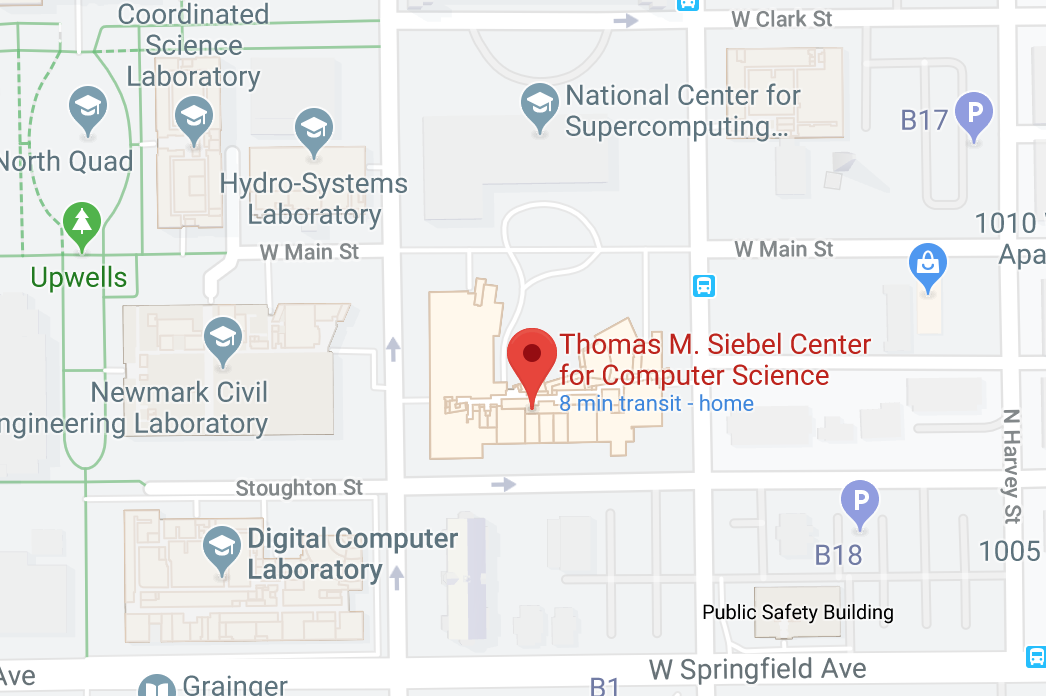 Coordinated
Science
Laboratory
W Clark St
National Center for
Supercomputing...
B17
P
North Quad
Hydro-Systems
Laboratory
1010
Apa
W Main St
W Main St
Upwells
Thomas M. Siebel Center
for Computer Science
8 min transit - home
Newmark Civil
ngineering Laboratory
N Harvey St
Stoughton St
P
B18
Digital Computer
Laboratory
1005
Public Safety Building
W Springfield Ave
Ave
Grainger
B1